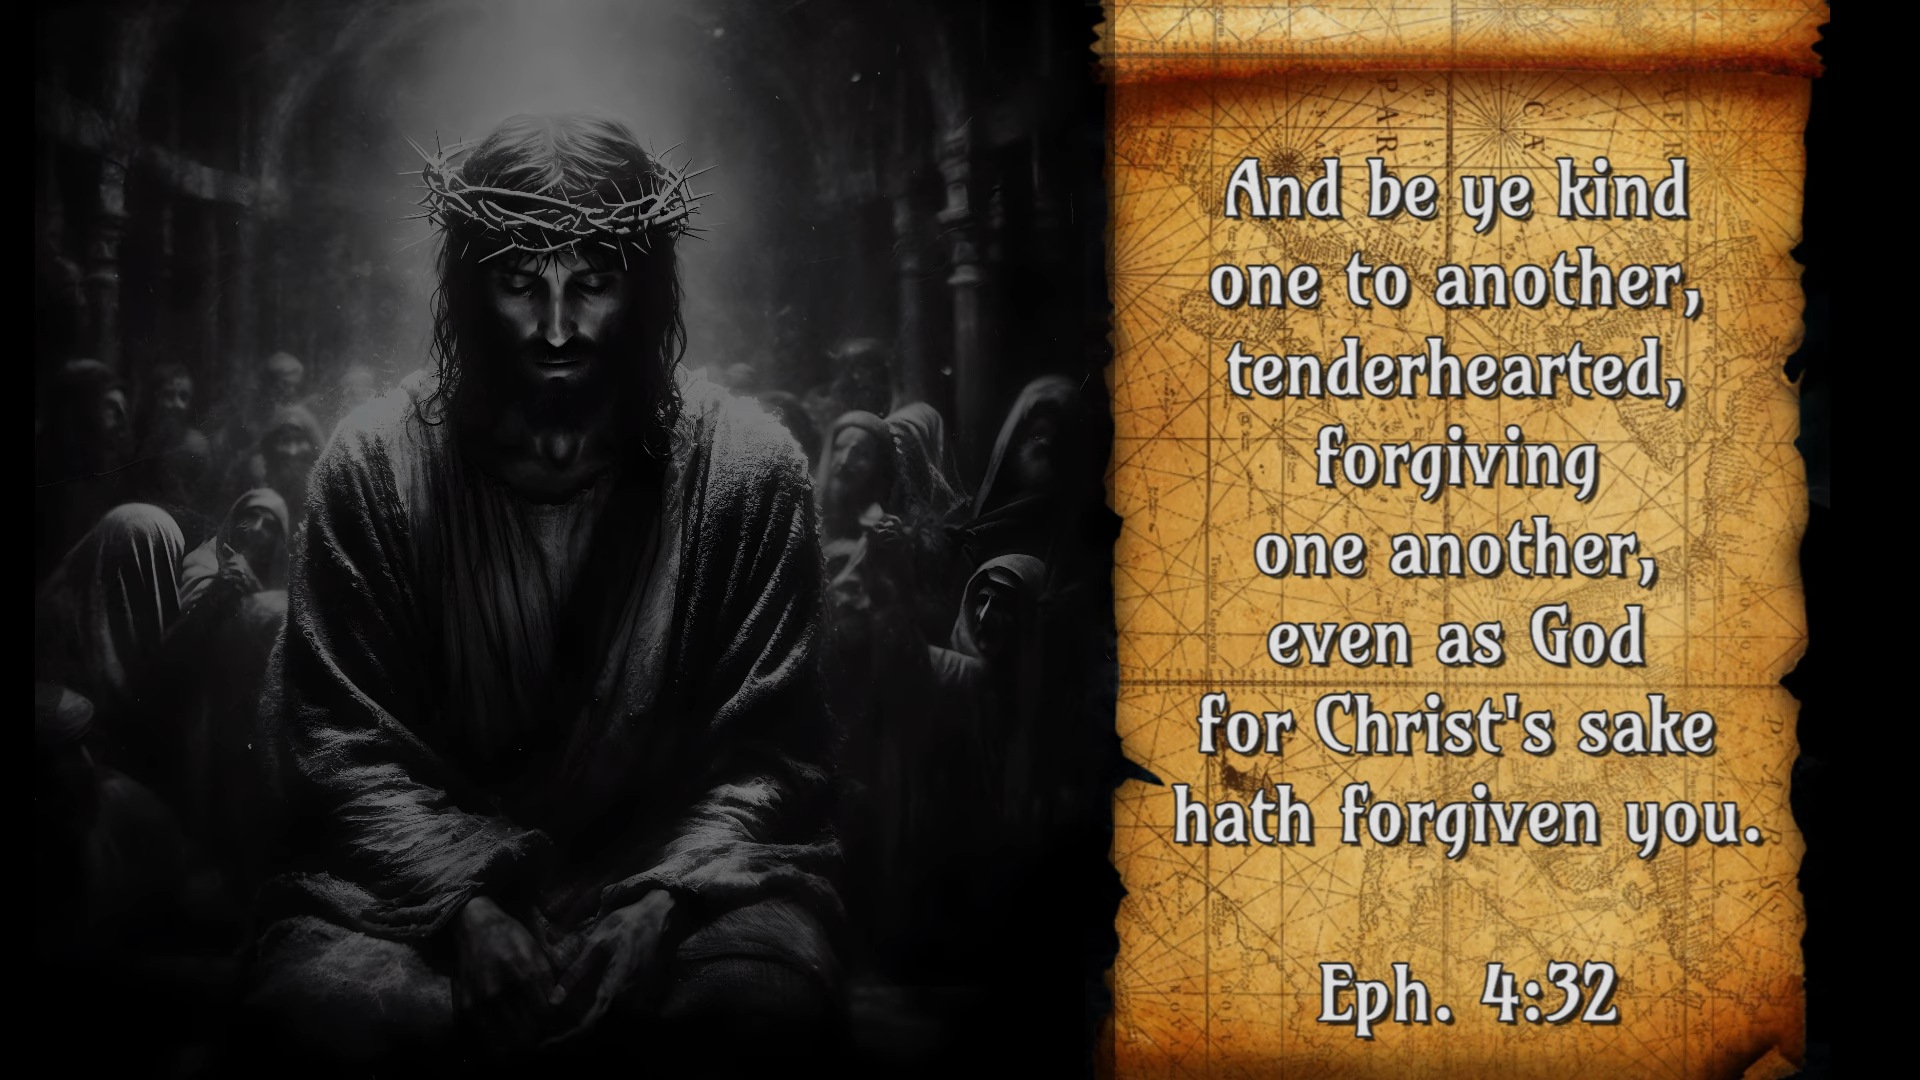 And be ye kind
one to another,
tenderhearted,
forgiving
one another,
even as God
for Christ's sake
hath forgiven you.
Eph. 4:32